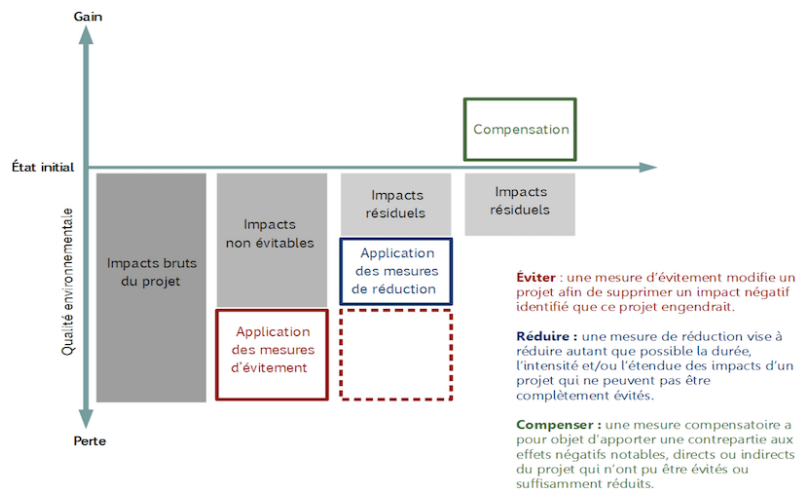 Gain
Compensation
État initial
Impacts bruts
du projet
Impacts
non évitables
Impacts
résiduels
Impacts
résiduels
Application
des mesures
de réduction
Application
des mesures
d'évitement
Qualité environnementale
Perte
Éviter : une mesure d'évitement modifie un
projet afin de supprimer un impact négatif
identifié que ce projet engendrait.
Réduire : une mesure de réduction vise à
réduire autant que possible la durée,
l'intensité et/ou l'étendue des impacts d'un
projet qui ne peuvent pas être
complètement évités.
Compenser : une mesure compensatoire a
pour objet d'apporter une contrepartie aux
effets négatifs notables, directs ou indirects
du projet qui n'ont pu être évités ou
suffisamment réduits.